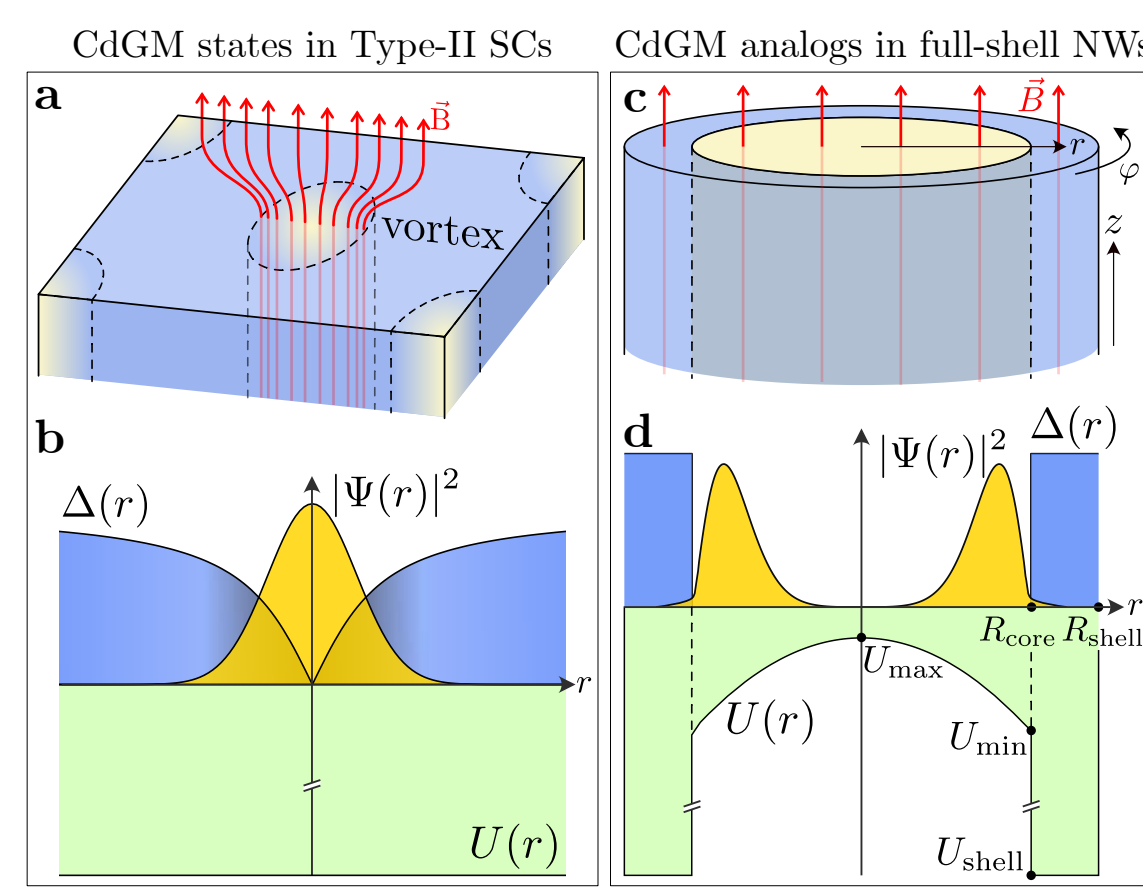 CdGM states in Type-II SCs
CdGM analogs in full-shell NWs
a
B⃗
vortex
b
Δ(r)
|Ψ(r)|²
r
U(r)
c
B⃗
r
φ
z
d
|Ψ(r)|²
Δ(r)
r
R_core R_shell
U_max
U(r)
U_min
U_shell